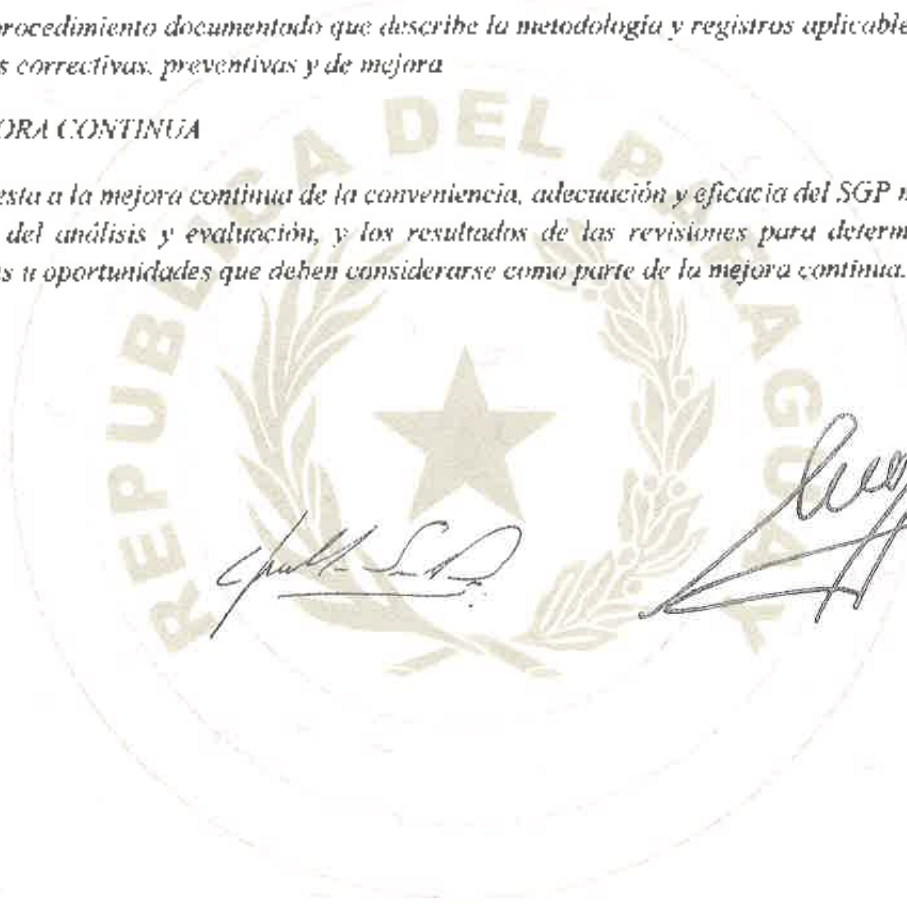 procedimiento documentado que describe la metodología y registros aplicable
s correctivas, preventivas y de mejora
ORA CONTINUA
esta a la mejora continua de la conveniencia, adecuación y eficacia del SGP
del análisis y evaluación, y los resultados de las revisiones para determ
s u oportunidades que deben considerarse como parte de la mejora continua.
REPUBLICA DEL PARAGUAY